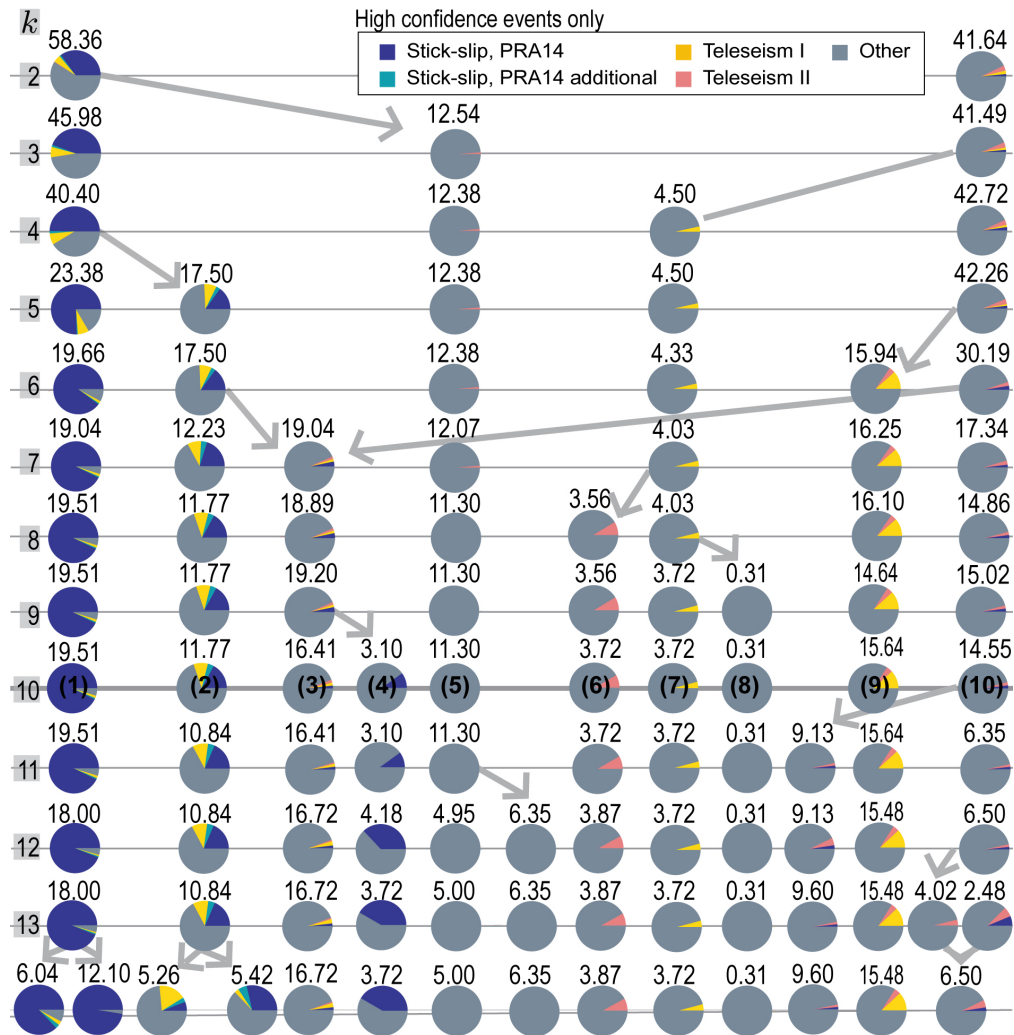 k
High confidence events only
Stick-slip, PRA14
Teleseism I
Other
Stick-slip, PRA14 additional
Teleseism II
58.36 41.64
2
45.98 12.54 41.49
3
40.40 12.38 4.50 42.72
4
23.38 17.50 12.38 4.50 42.26
5
19.66 17.50 12.38 4.33 15.94 30.19
6
19.04 12.23 19.04 12.07 4.03 16.25 17.34
7
19.51 11.77 18.89 11.30 3.56 4.03 16.10 14.86
8
19.51 11.77 19.20 11.30 3.56 3.72 0.31 14.64 15.02
9
19.51 11.77 16.41 3.10 11.30 3.72 3.72 0.31 15.64 14.55
10 (1) (2) (3) (4) (5) (6) (7) (8) (9) (10)
19.51 10.84 16.41 3.10 11.30 3.72 3.72 0.31 9.13 15.64 6.35
11
18.00 10.84 16.72 4.18 4.95 6.35 3.87 3.72 0.31 9.13 15.48 6.50
12
18.00 10.84 16.72 3.72 5.00 6.35 3.87 3.72 0.31 9.60 15.48 4.02 2.48
13
6.04 12.10 5.26 5.42 16.72 3.72 5.00 6.35 3.87 3.72 0.31 9.60 15.48 6.50